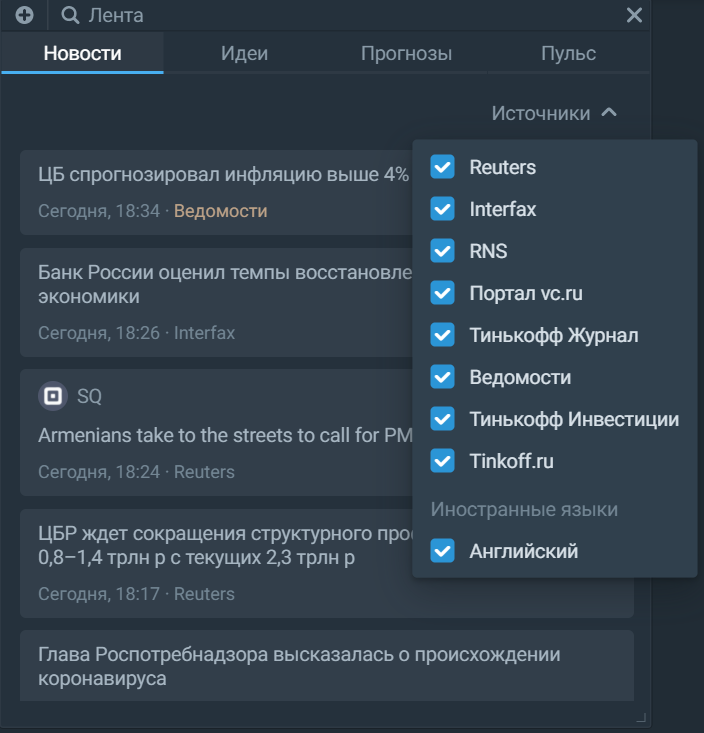 Лента
Новости
Идеи
Прогнозы
Пульс
Источники
ЦБ спрогнозировал инфляцию выше 4%
Сегодня, 18:34 · Ведомости
Банк России оценил темпы
экономики
Сегодня, 18:26 · Interfax
SQ
Armenians take to the streets to call for PM
Сегодня, 18:24 · Reuters
ЦБР ждет сокращения структурного
0,8–1,4 трлн р с текущих 2,3 трлн р
Сегодня, 18:17 · Reuters
Глава Роспотребнадзора высказалась о происхождении
коронавируса
Reuters
Interfax
RNS
Портал vc.ru
Тинькофф Журнал
Ведомости
Тинькофф Инвестиции
Tinkoff.ru
Иностранные языки
Английский